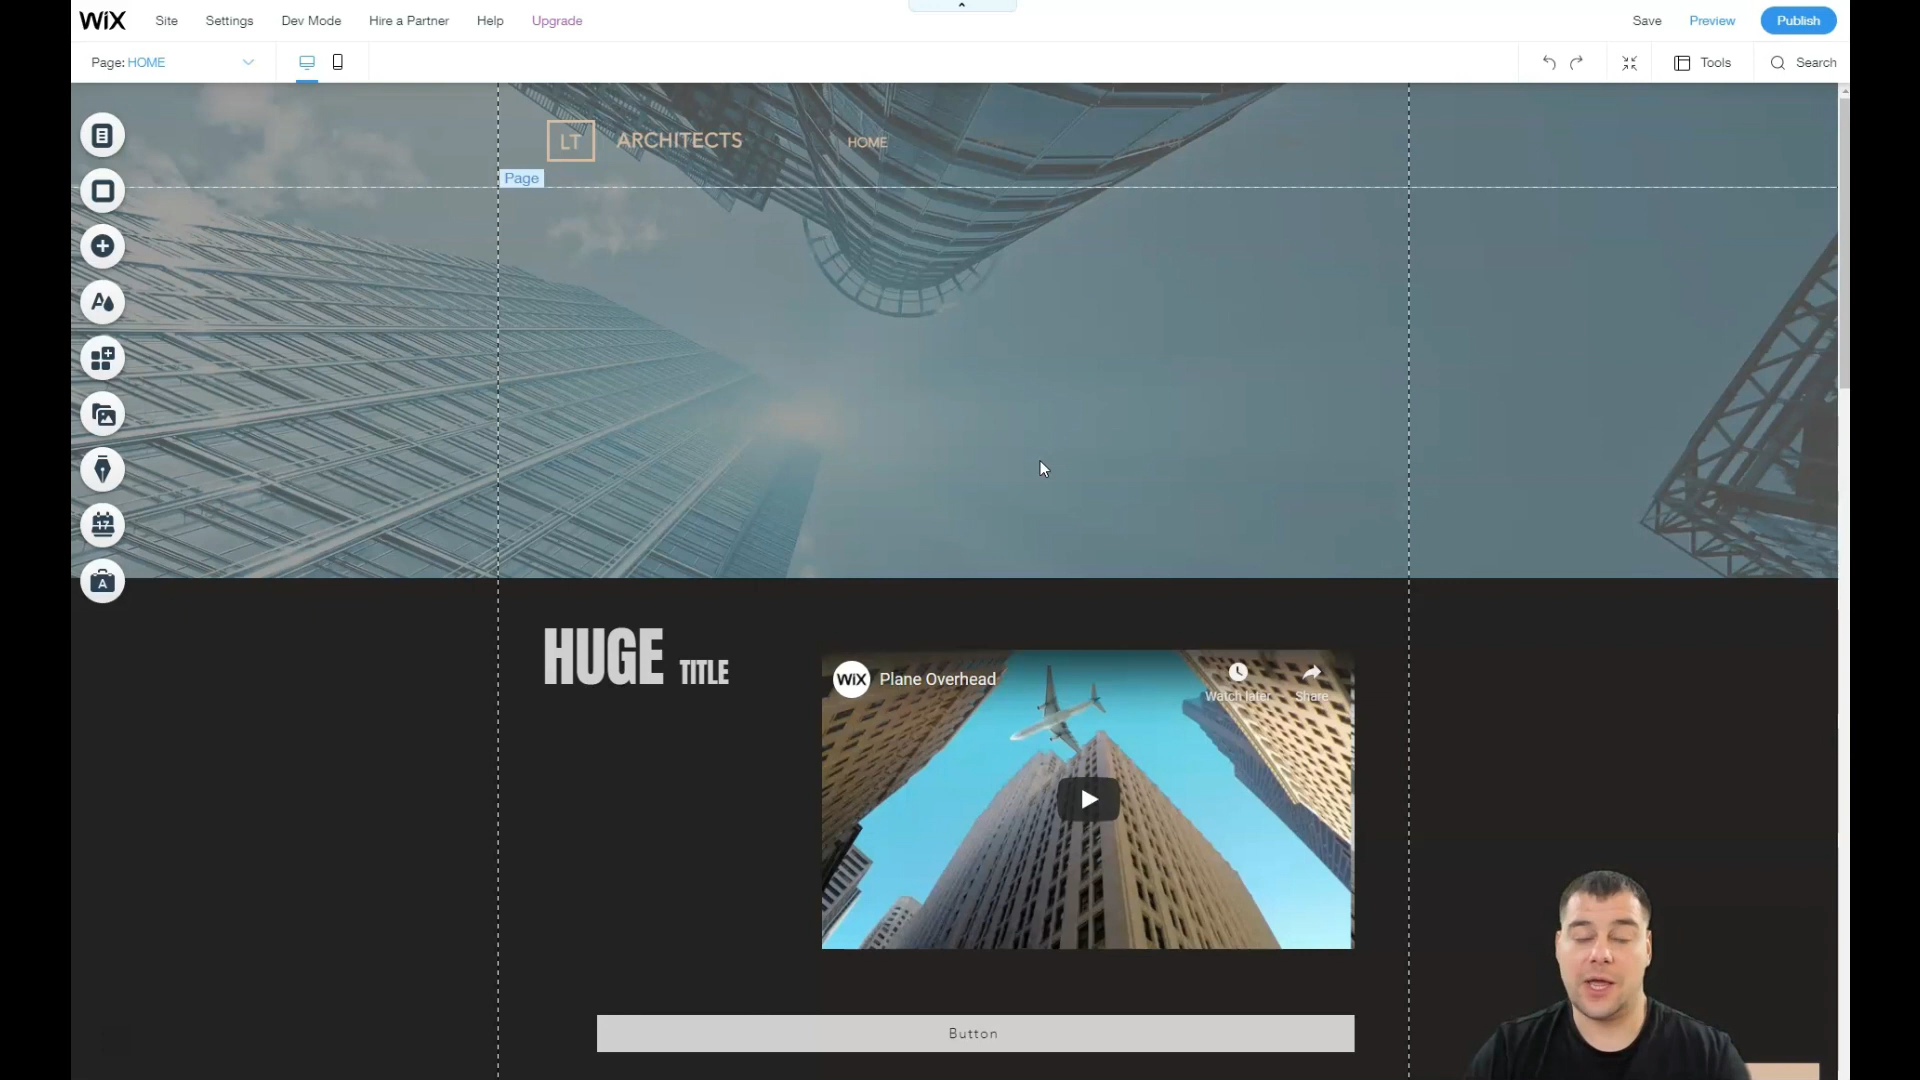 WIX Site Settings Dev Mode Hire a Partner Help Upgrade Save Preview Publish
Page: HOME Tools Search
LT ARCHITECTS HOME
Page
17
A
HUGE TITLE
WIX Plane Overhead Watch later Share
Button